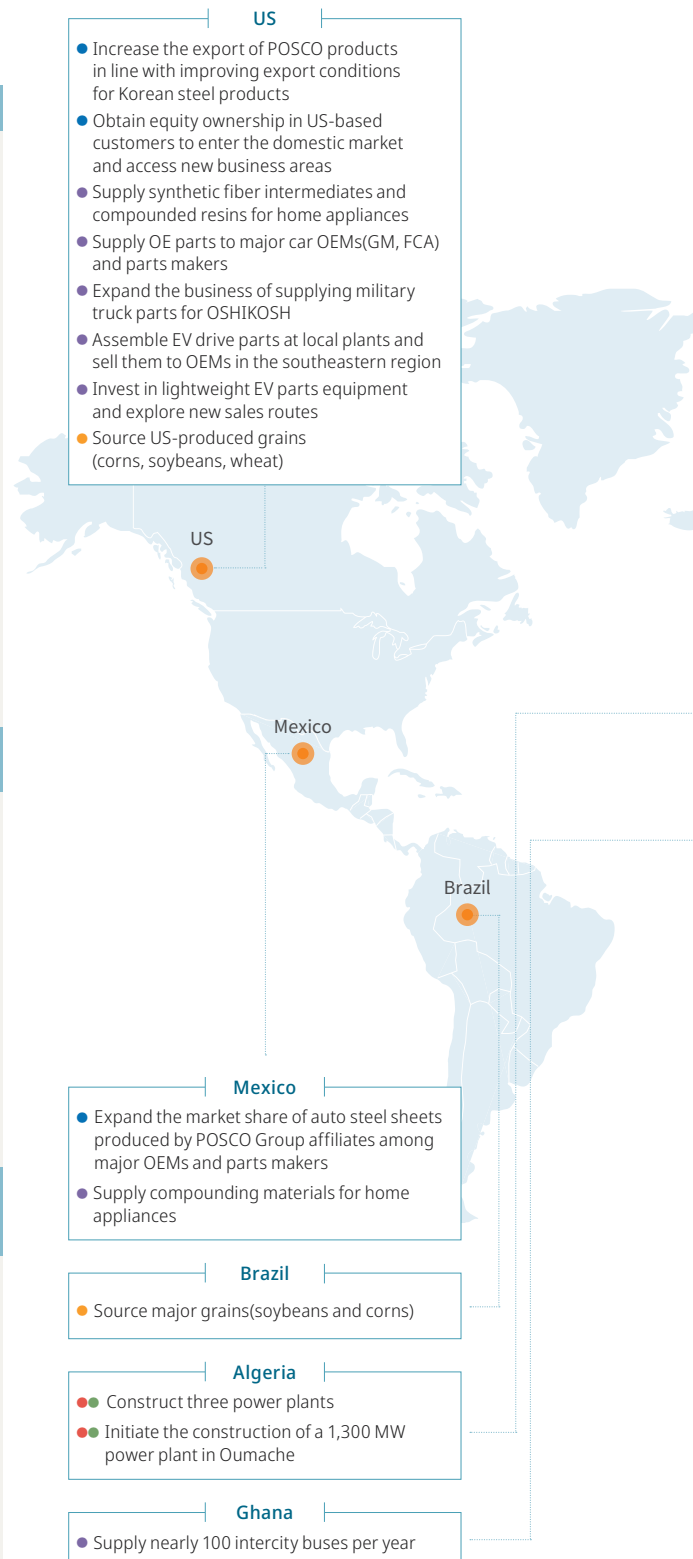 US
Increase the export of POSCO products
in line with improving export conditions
for Korean steel products
Obtain equity ownership in US-based
customers to enter the domestic market
and access new business areas
Supply synthetic fiber intermediates and
compounded resins for home appliances
Supply OE parts to major car OEMs(GM, FCA)
and parts makers
Expand the business of supplying military
truck parts for OSHIKOSH
Assemble EV drive parts at local plants and
sell them to OEMs in the southeastern region
Invest in lightweight EV parts equipment
and explore new sales routes
Source US-produced grains
(corns, soybeans, wheat)
US
Mexico
Brazil
Mexico
Expand the market share of auto steel sheets
produced by POSCO Group affiliates among
major OEMs and parts makers
Supply compounding materials for home
appliances
Brazil
Source major grains(soybeans and corns)
Algeria
Construct three power plants
Initiate the construction of a 1,300 MW
power plant in Oumache
Ghana
Supply nearly 100 intercity buses per year